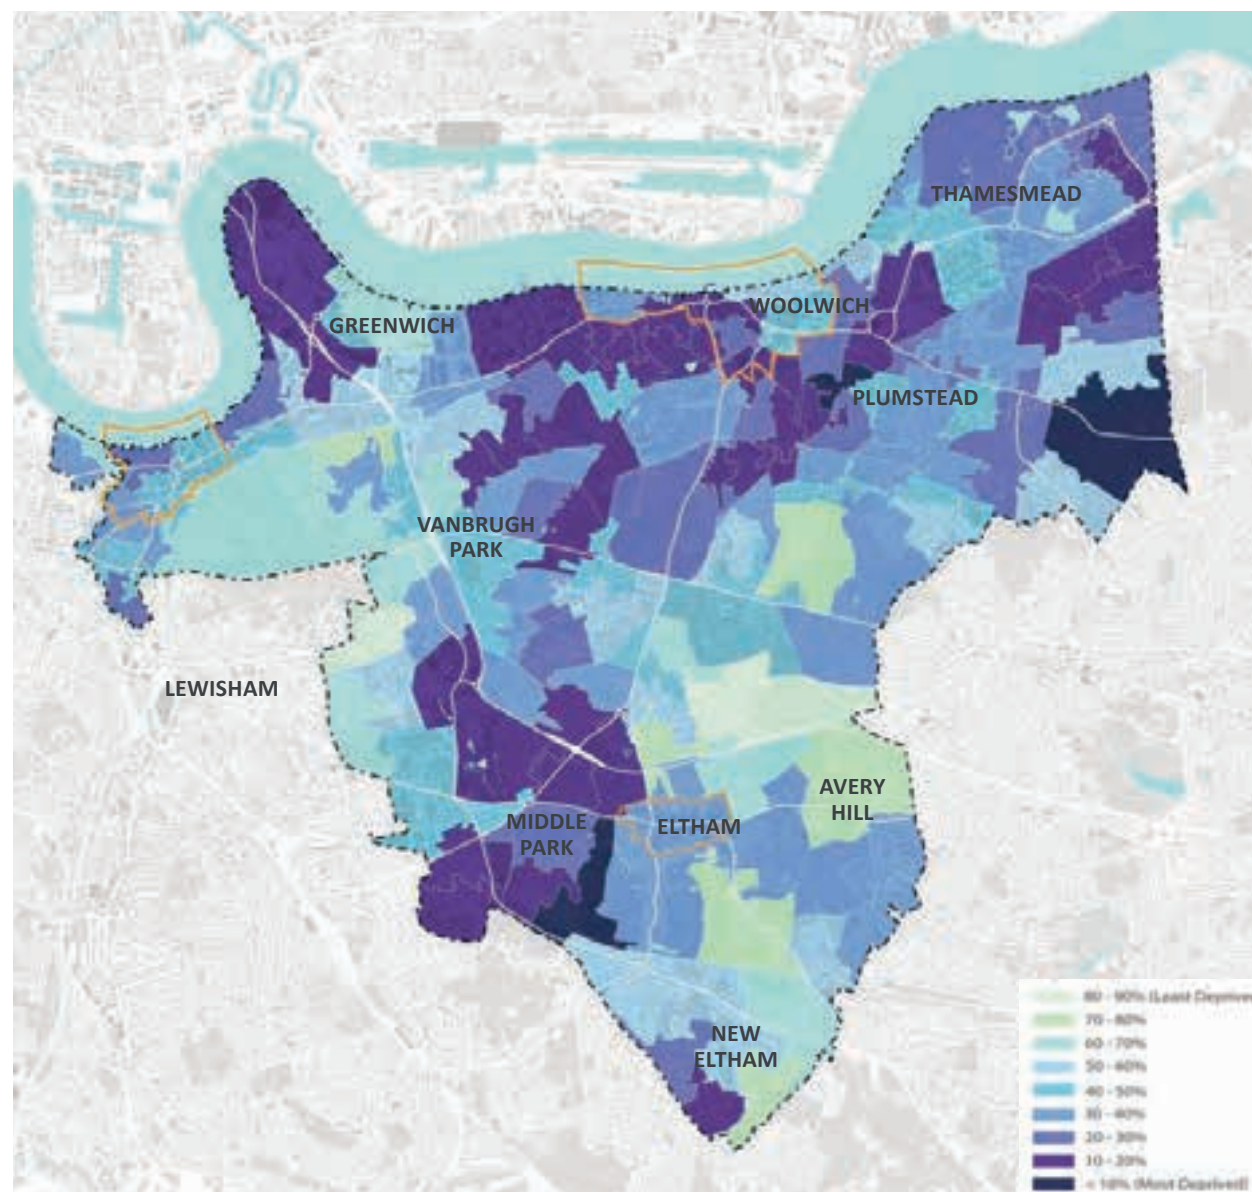 THAMESMEAD
WOOLWICH
GREENWICH
PLUMSTEAD
VANBRUGH
PARK
LEWISHAM
AVERY
HILL
MIDDLE
PARK
ELTHAM
NEW
ELTHAM
80 - 90% (Least Deprive
70 - 80%
60 - 70%
50 - 60%
40 - 50%
30 - 40%
20 - 30%
10 - 20%
< 10% (Most Deprived)